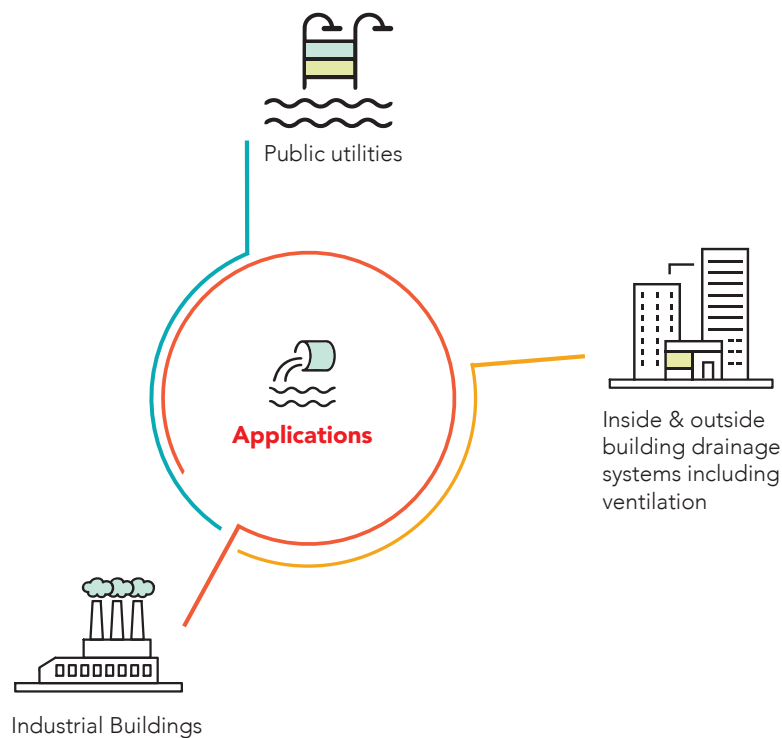 Public utilities
Applications
Inside & outside
building drainage
systems including
ventilation
Industrial Buildings